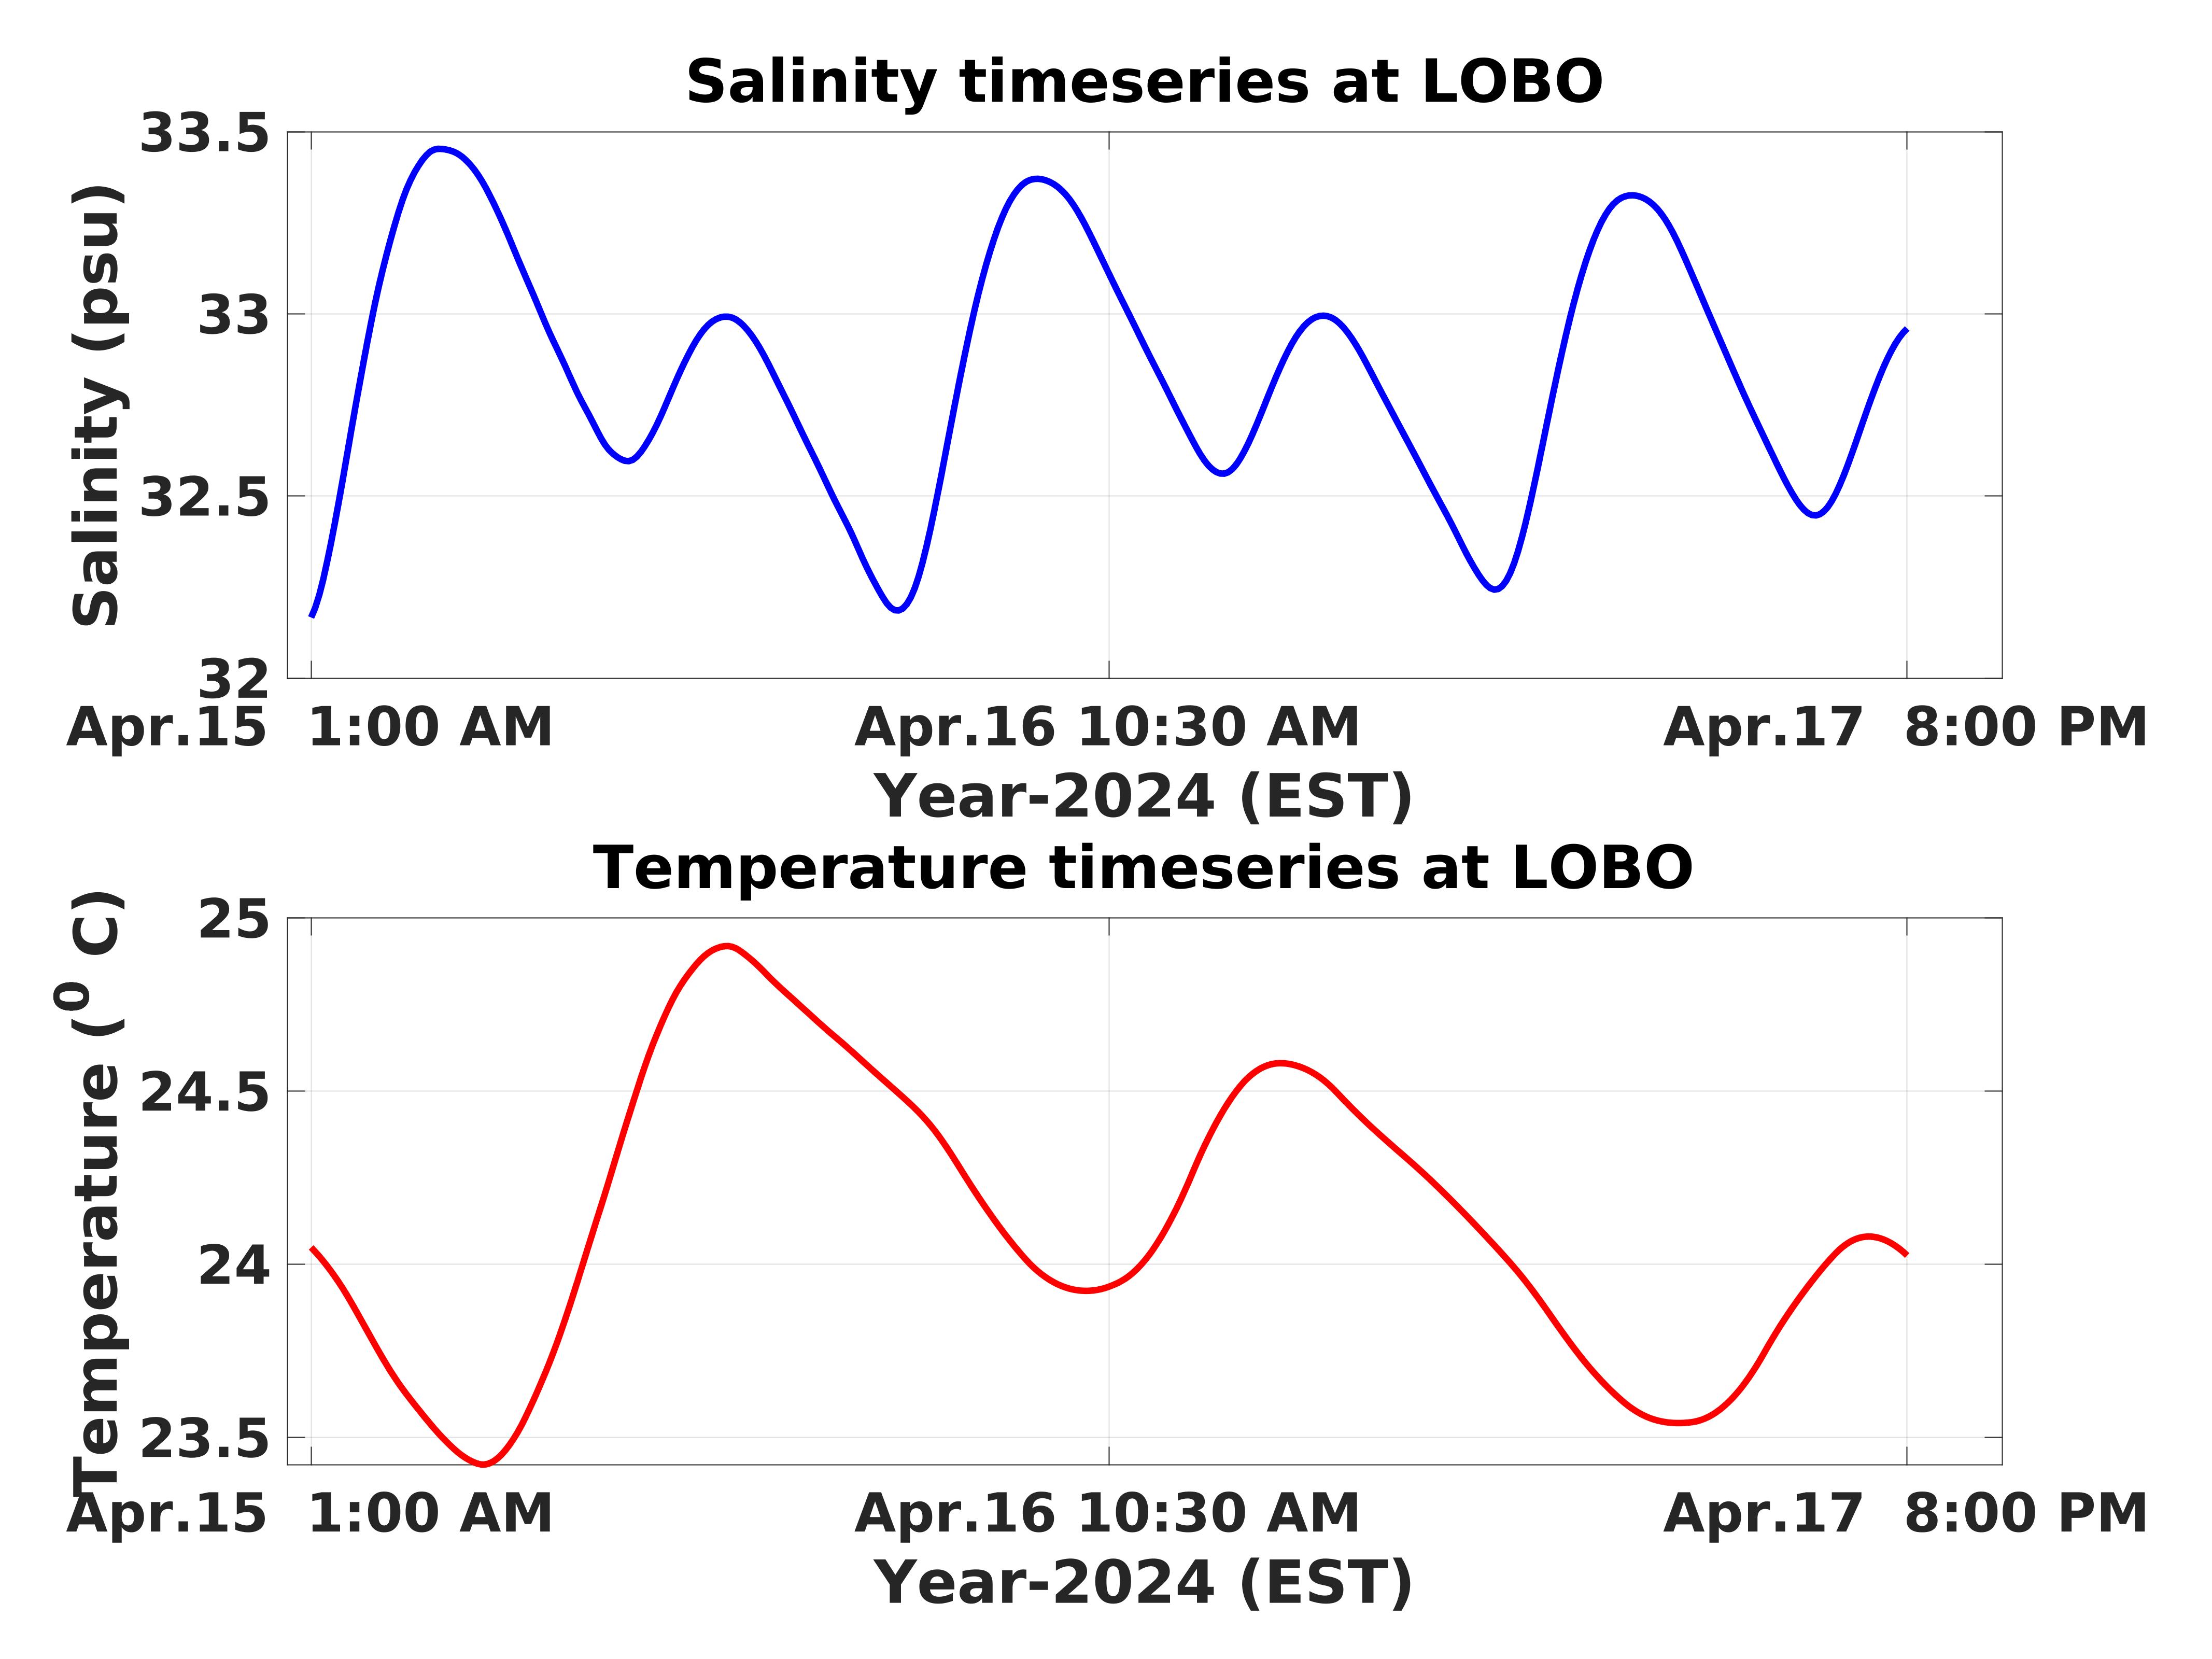 Salinity timeseries at LOBO
Salinity (psu)
33.5
33
32.5
32
Apr.15 1:00 AM
Apr.16 10:30 AM
Apr.17 8:00 PM
Year-2024 (EST)
Temperature timeseries at LOBO
Temperature (⁰ C)
25
24.5
24
23.5
Apr.15 1:00 AM
Apr.16 10:30 AM
Apr.17 8:00 PM
Year-2024 (EST)